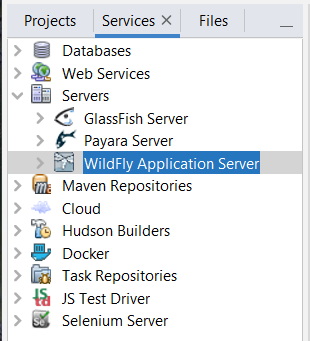 Projects Services Files
Databases
Web Services
Servers
GlassFish Server
Payara Server
WildFly Application Server
Maven Repositories
Cloud
Hudson Builders
Docker
Task Repositories
JS Test Driver
Selenium Server